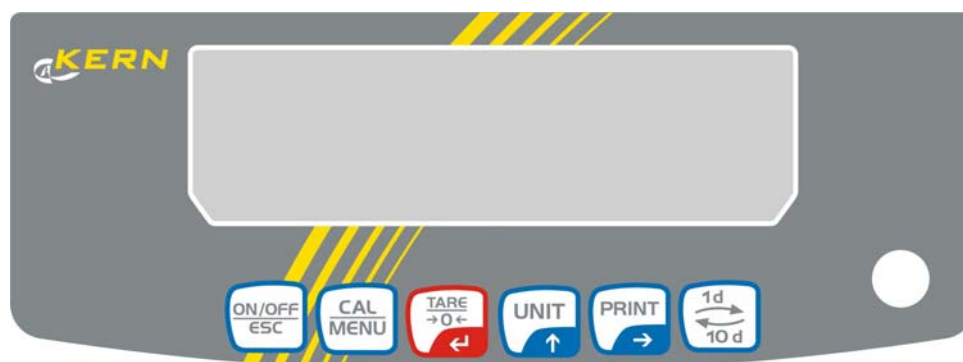 KERN
ON/OFF
ESC
CAL
MENU
TARE
→0←
↵
UNIT
↑
PRINT
→
1d
10 d